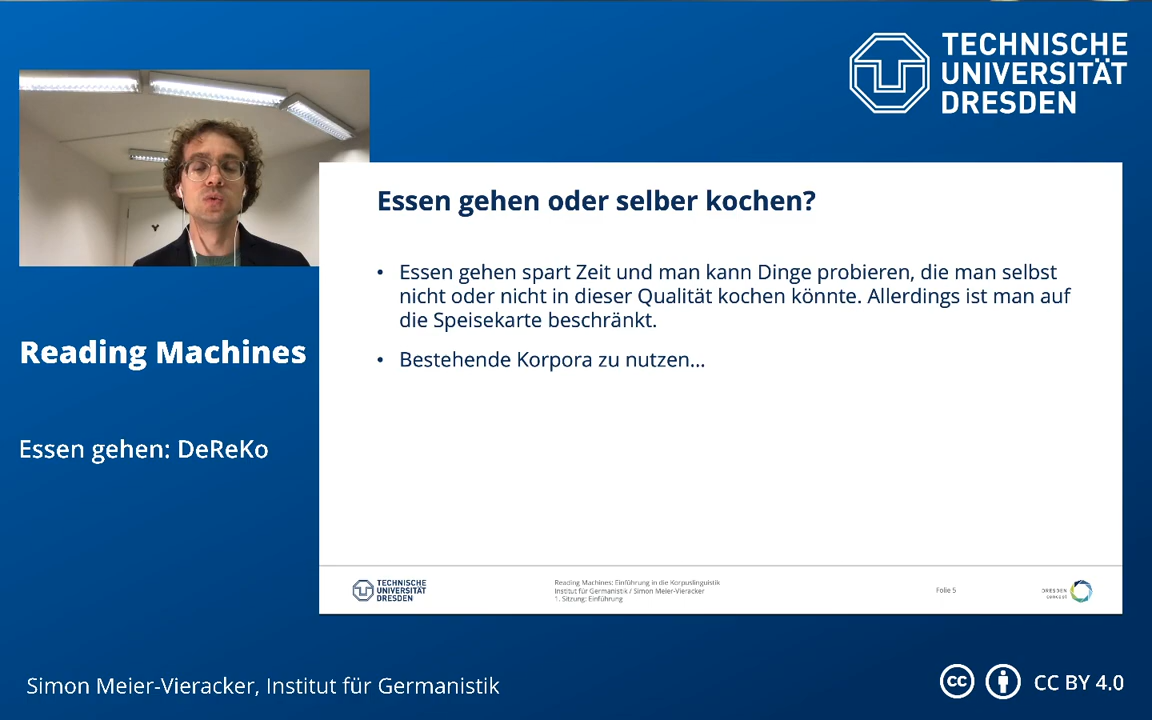 TECHNISCHE
UNIVERSITÄT
DRESDEN
Essen gehen oder selber kochen?
• Essen gehen spart Zeit und man kann Dinge probieren, die man selbst
nicht oder nicht in dieser Qualität kochen könnte. Allerdings ist man auf
die Speisekarte beschränkt.
• Bestehende Korpora zu nutzen...
Reading Machines
Essen gehen: DeReKo
TECHNISCHE
UNIVERSITÄT
DRESDEN
Reading Machines: Einführung in die Korpuslinguistik
Institut für Germanistik / Simon Meier-Vieracker
1. Sitzung: Einführung
Folie 5
DRESDEN
concept
Simon Meier-Vieracker, Institut für Germanistik
cc
CC BY 4.0